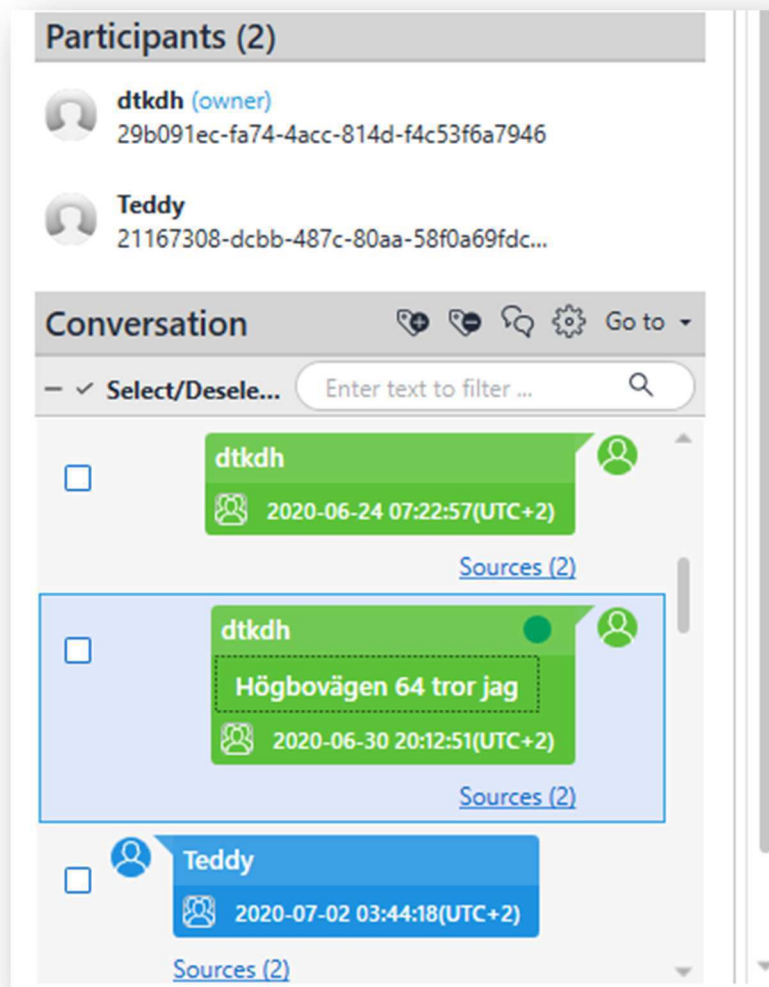 Participants (2)
dtkdh (owner)
29b091ec-fa74-4acc-814d-f4c53f6a7946
Teddy
21167308-dcbb-487c-80aa-58f0a69fdc...
Conversation Go to
Select/Desele... Enter text to filter ...
dtkdh
2020-06-24 07:22:57(UTC+2)
Sources (2)
dtkdh
Högbovägen 64 tror jag
2020-06-30 20:12:51(UTC+2)
Sources (2)
Teddy
2020-07-02 03:44:18(UTC+2)
Sources (2)